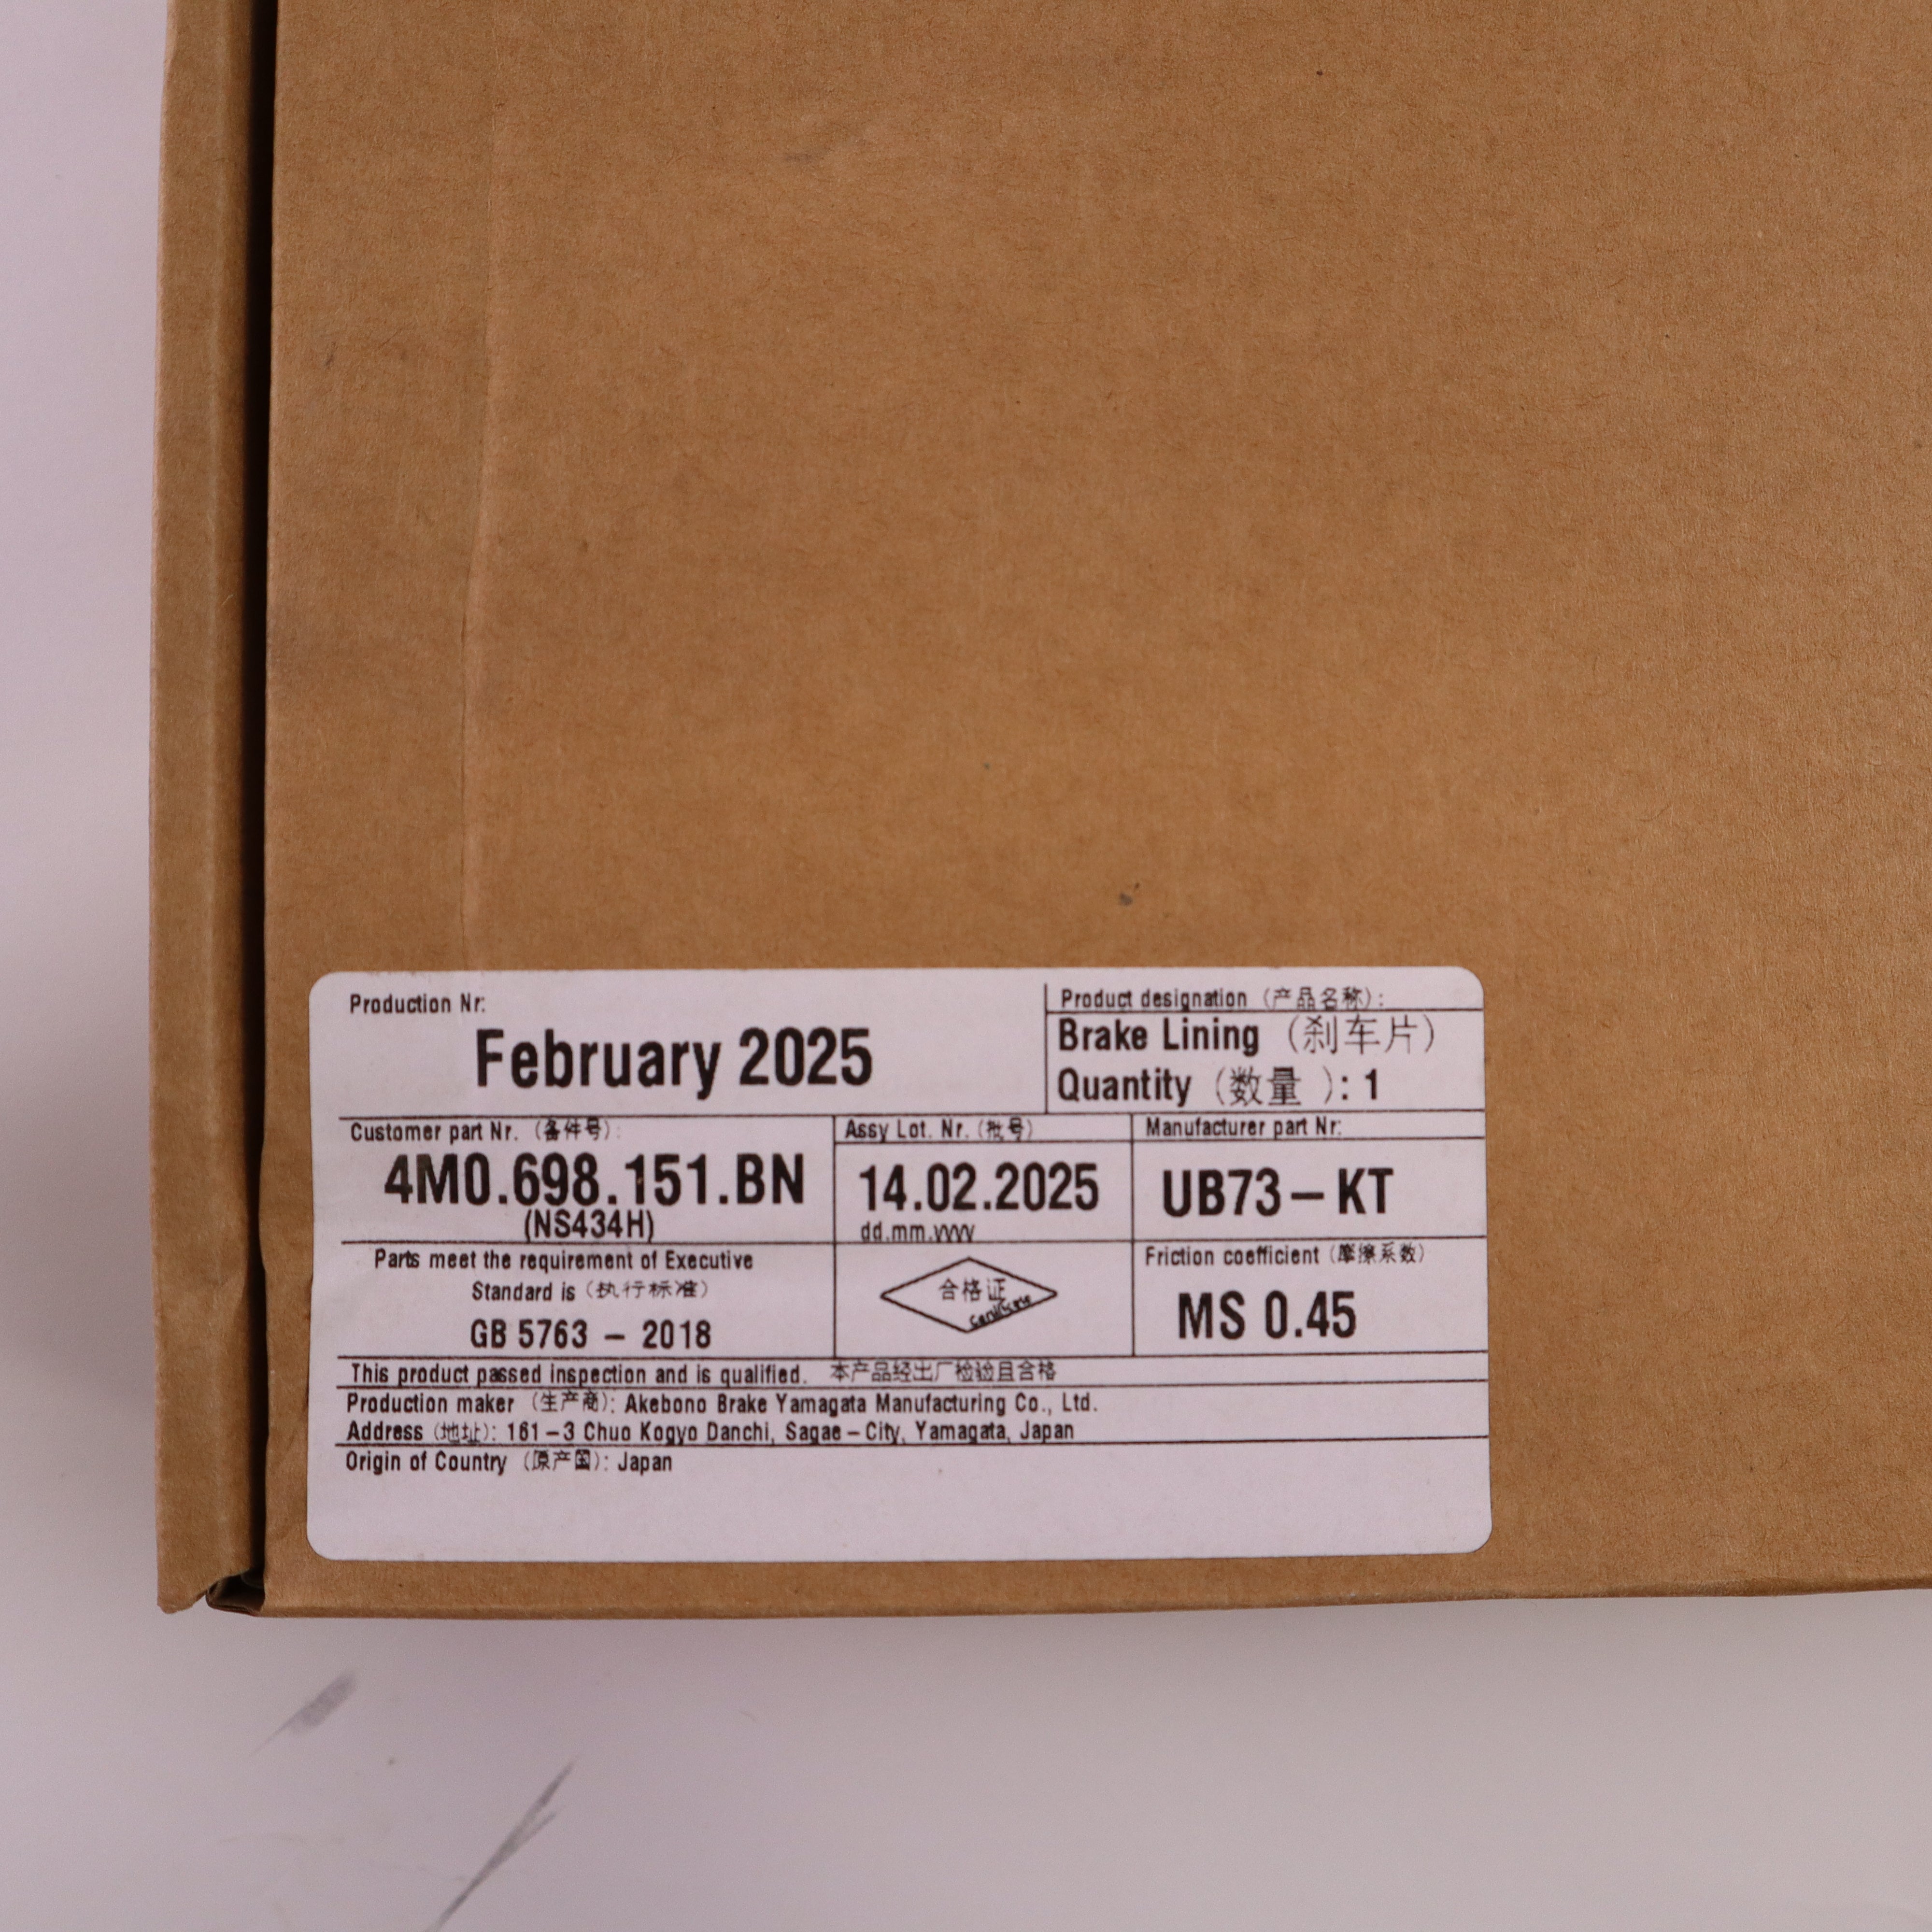 Production Nr:
February 2025
Product designation (产品名称):
Brake Lining (刹车片)
Quantity (数量 ): 1
Customer part Nr. (备件号):
4M0.698.151.BN
(NS434H)
Assy Lot. Nr. (批号)
14.02.2025
dd.mm.yyyy
Manufacturer part Nr:
UB73-KT
Parts meet the requirement of Executive
Standard is (执行标准)
GB 5763 - 2018
合格证
Certificate
Friction coefficient (摩擦系数)
MS 0.45
This product passed inspection and is qualified. 本产品经出厂检验且合格
Production maker (生产商): Akebono Brake Yamagata Manufacturing Co., Ltd.
Address (地址): 161-3 Chuo Kogyo Danchi, Sagae-City, Yamagata, Japan
Origin of Country (原产国): Japan